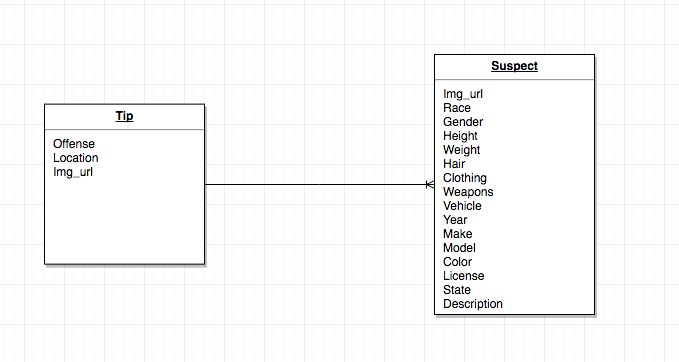 Tip
Offense
Location
Img_url
Suspect
Img_url
Race
Gender
Height
Weight
Hair
Clothing
Weapons
Vehicle
Year
Make
Model
Color
License
State
Description